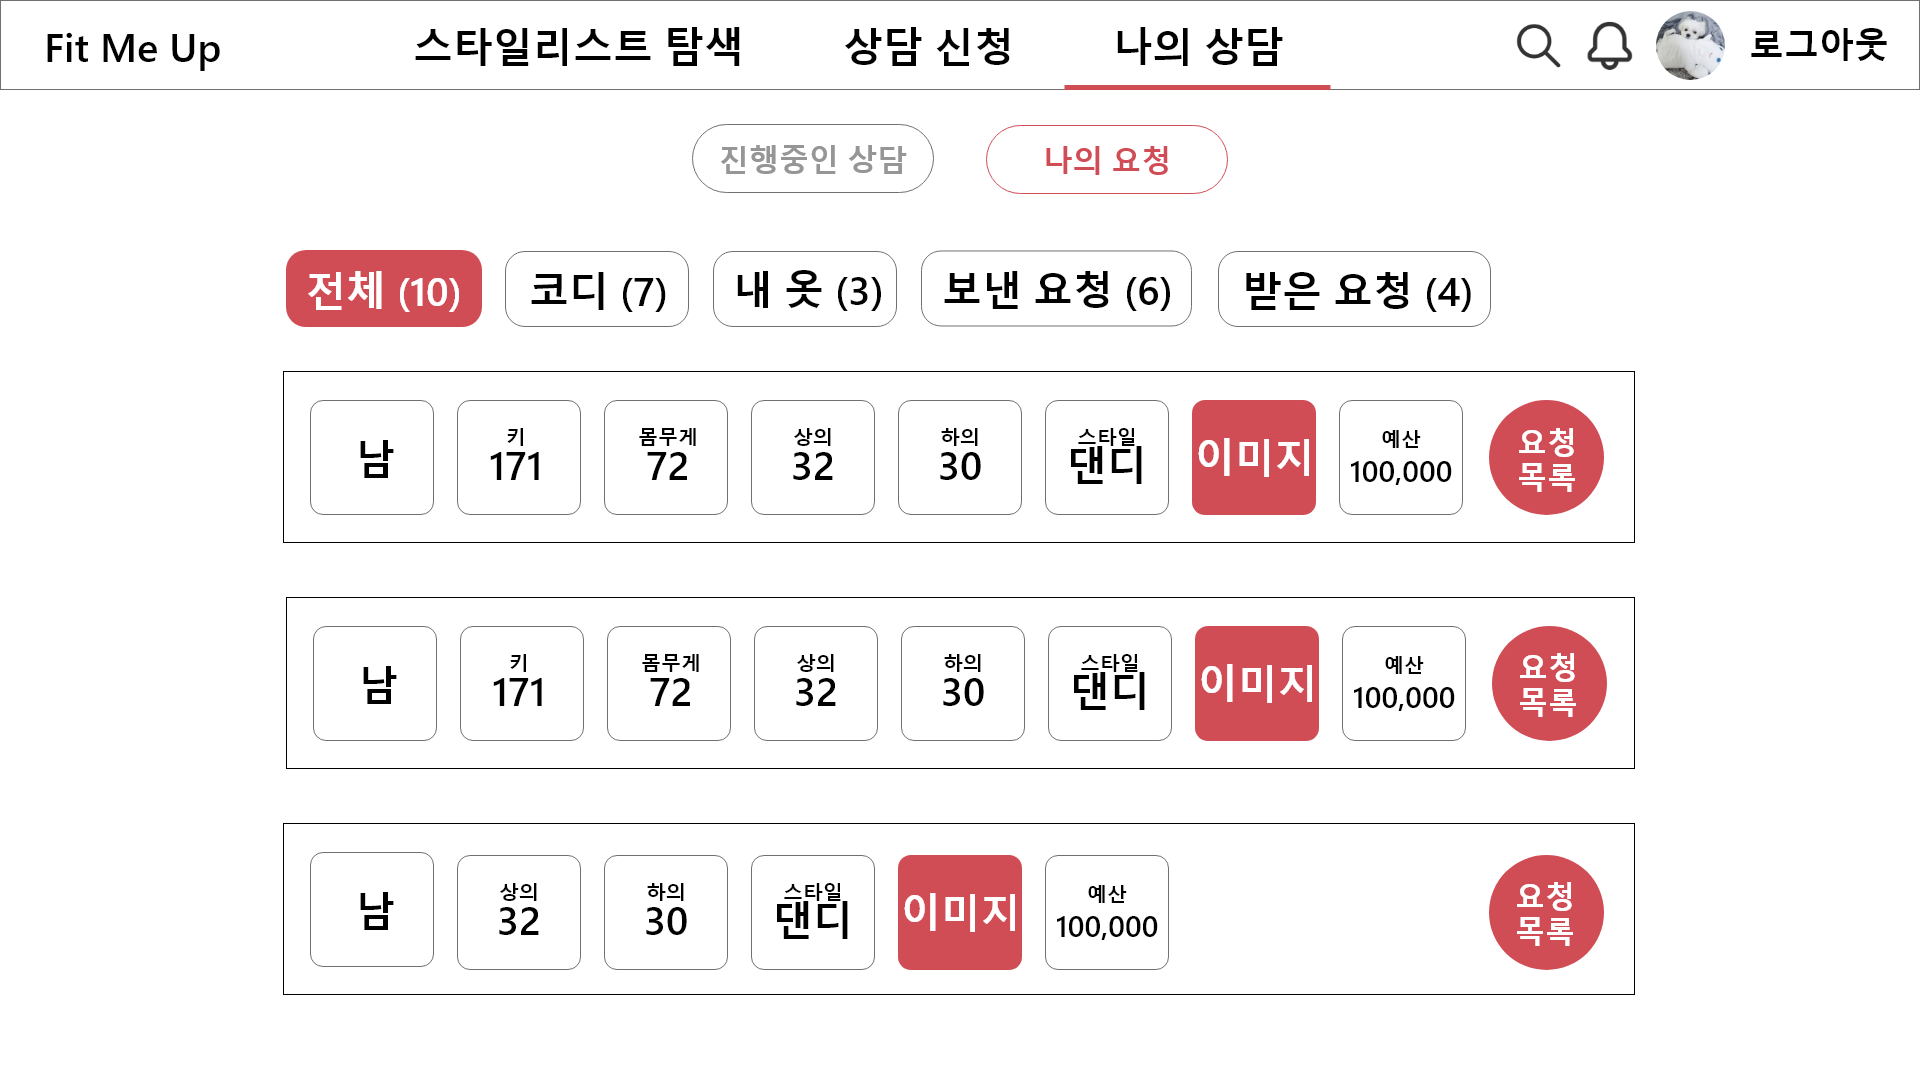 Fit Me Up 스타일리스트 탐색 상담 신청 나의 상담 로그아웃
진행중인 상담 나의 요청
전체 (10) 코디 (7) 내 옷 (3) 보낸 요청 (6) 받은 요청 (4)
남
키
171
몸무게
72
상의
32
하의
30
스타일
댄디
이미지
예산
100,000
요청
목록
남
키
171
몸무게
72
상의
32
하의
30
스타일
댄디
이미지
예산
100,000
요청
목록
남
상의
32
하의
30
스타일
댄디
이미지
예산
100,000
요청
목록